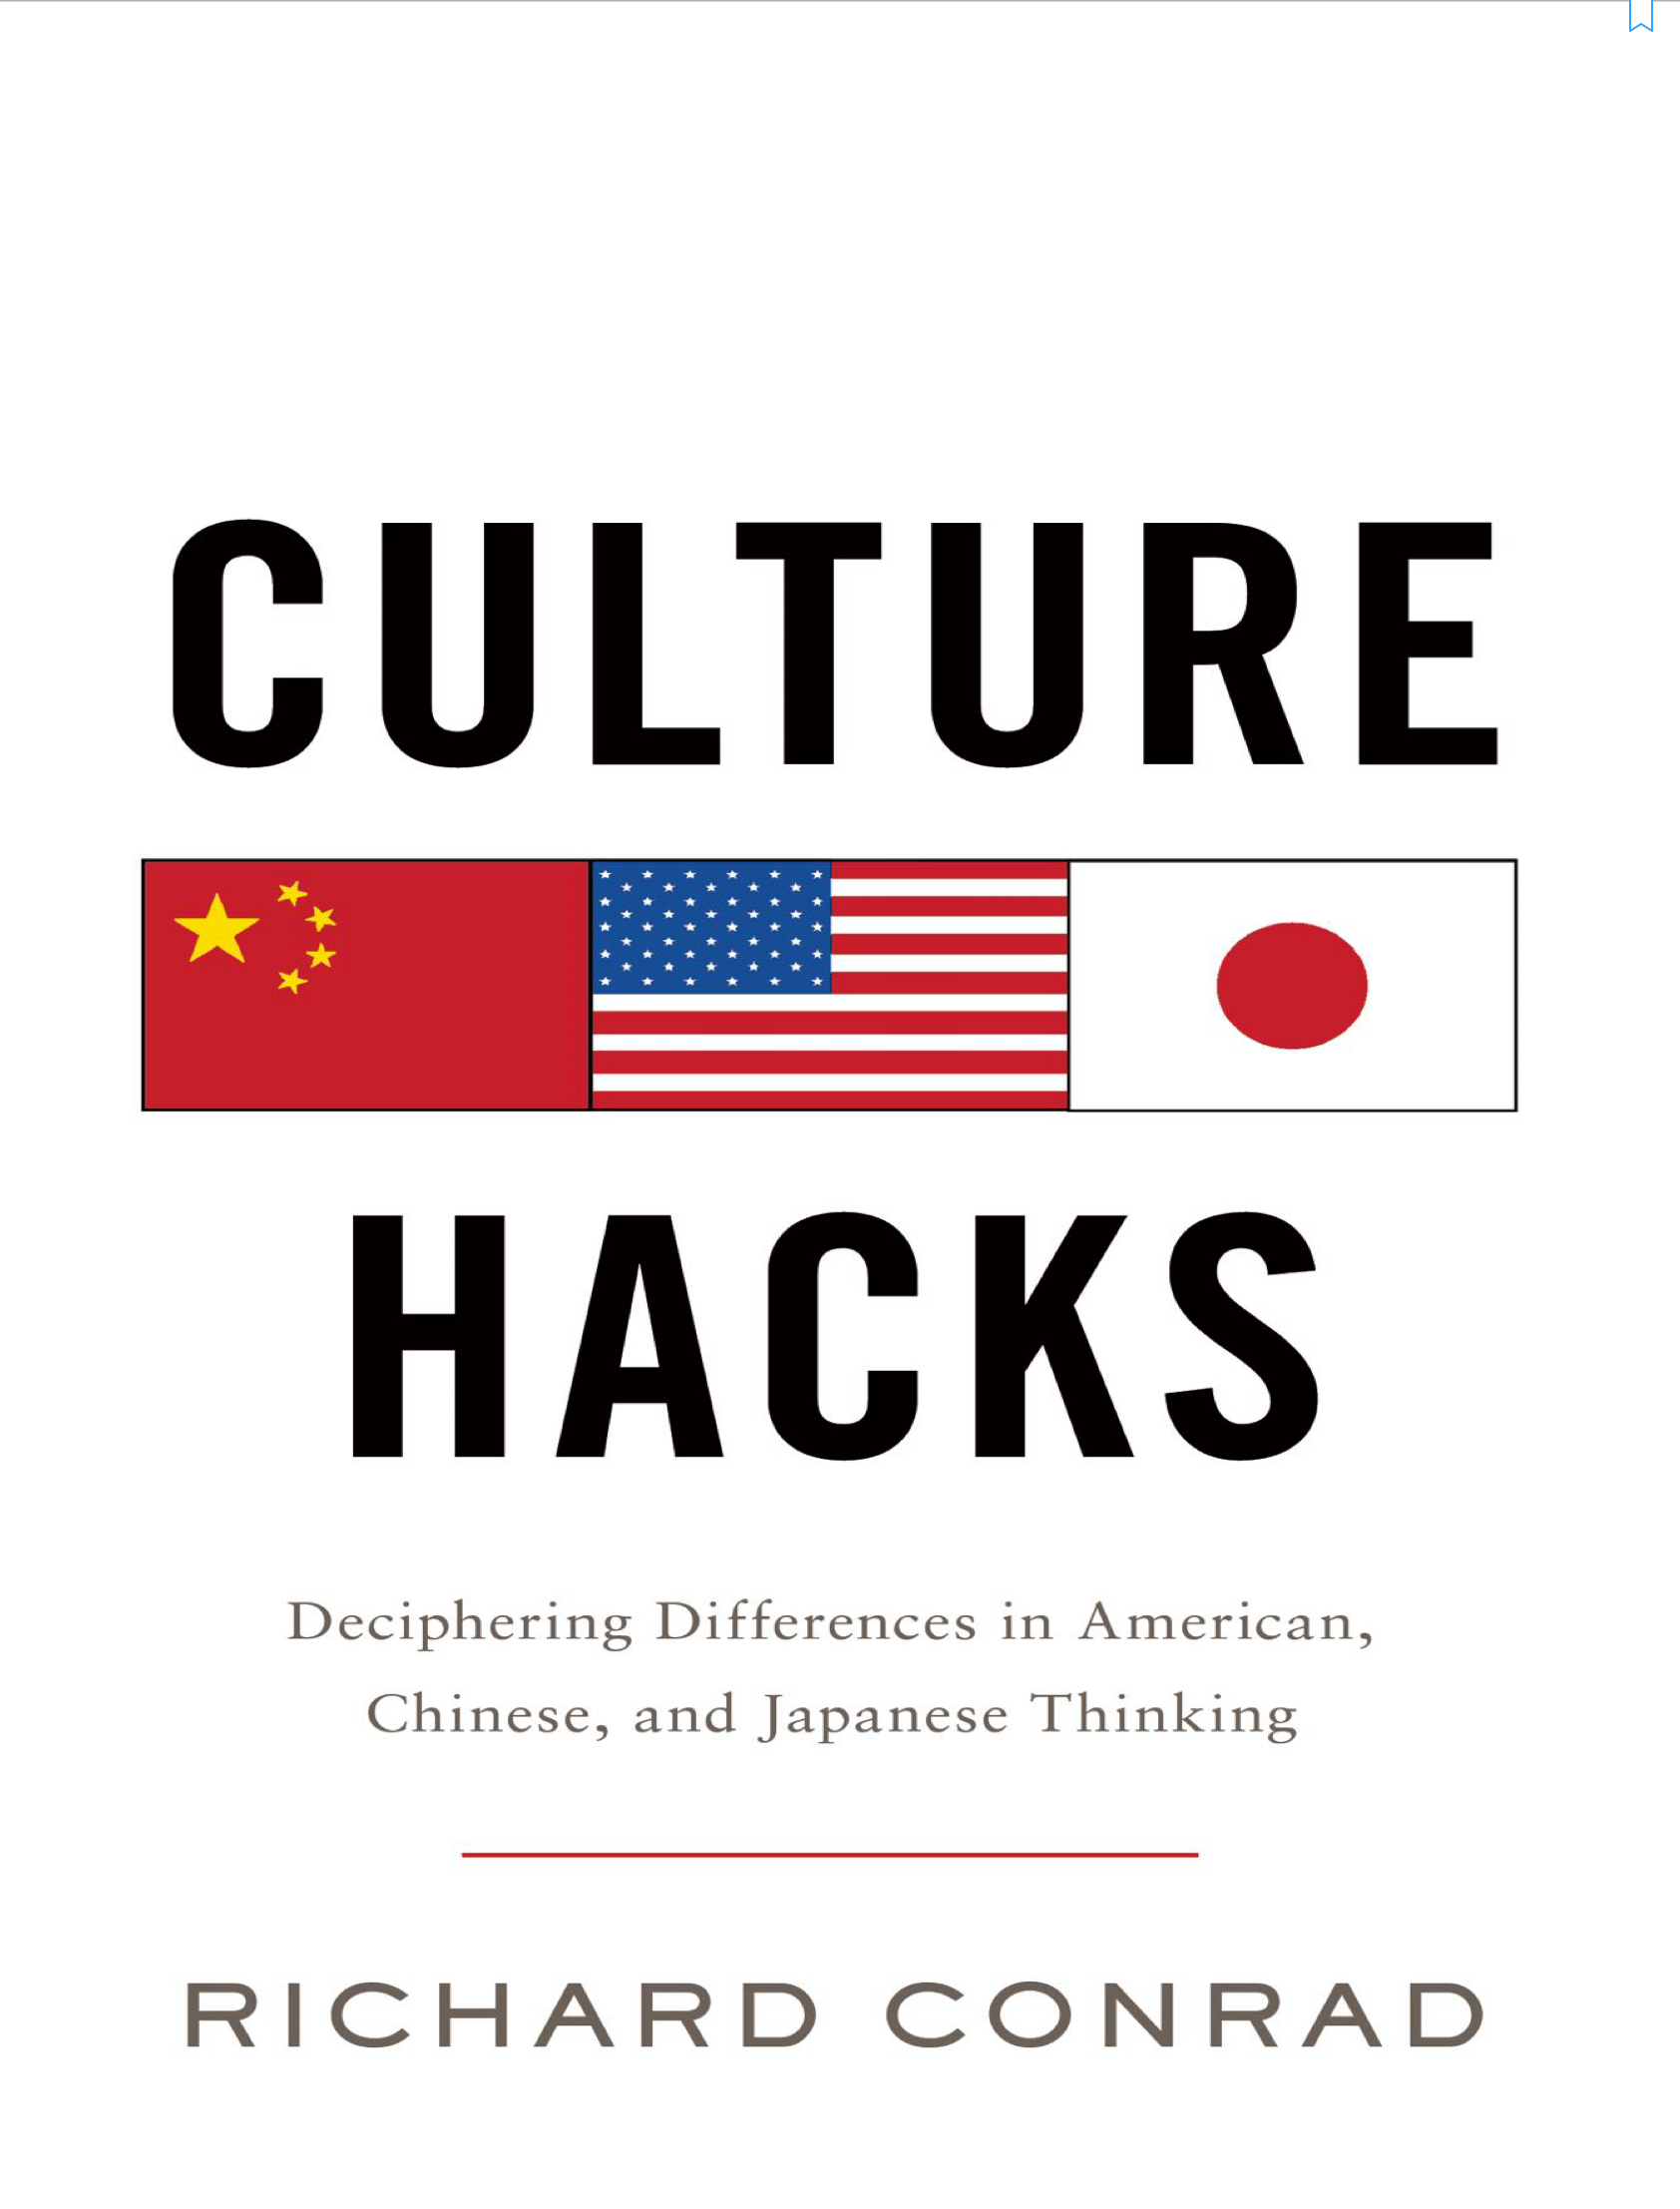 CULTURE
HACKS
Deciphering Differences in American,
Chinese, and Japanese Thinking
RICHARD CONRAD